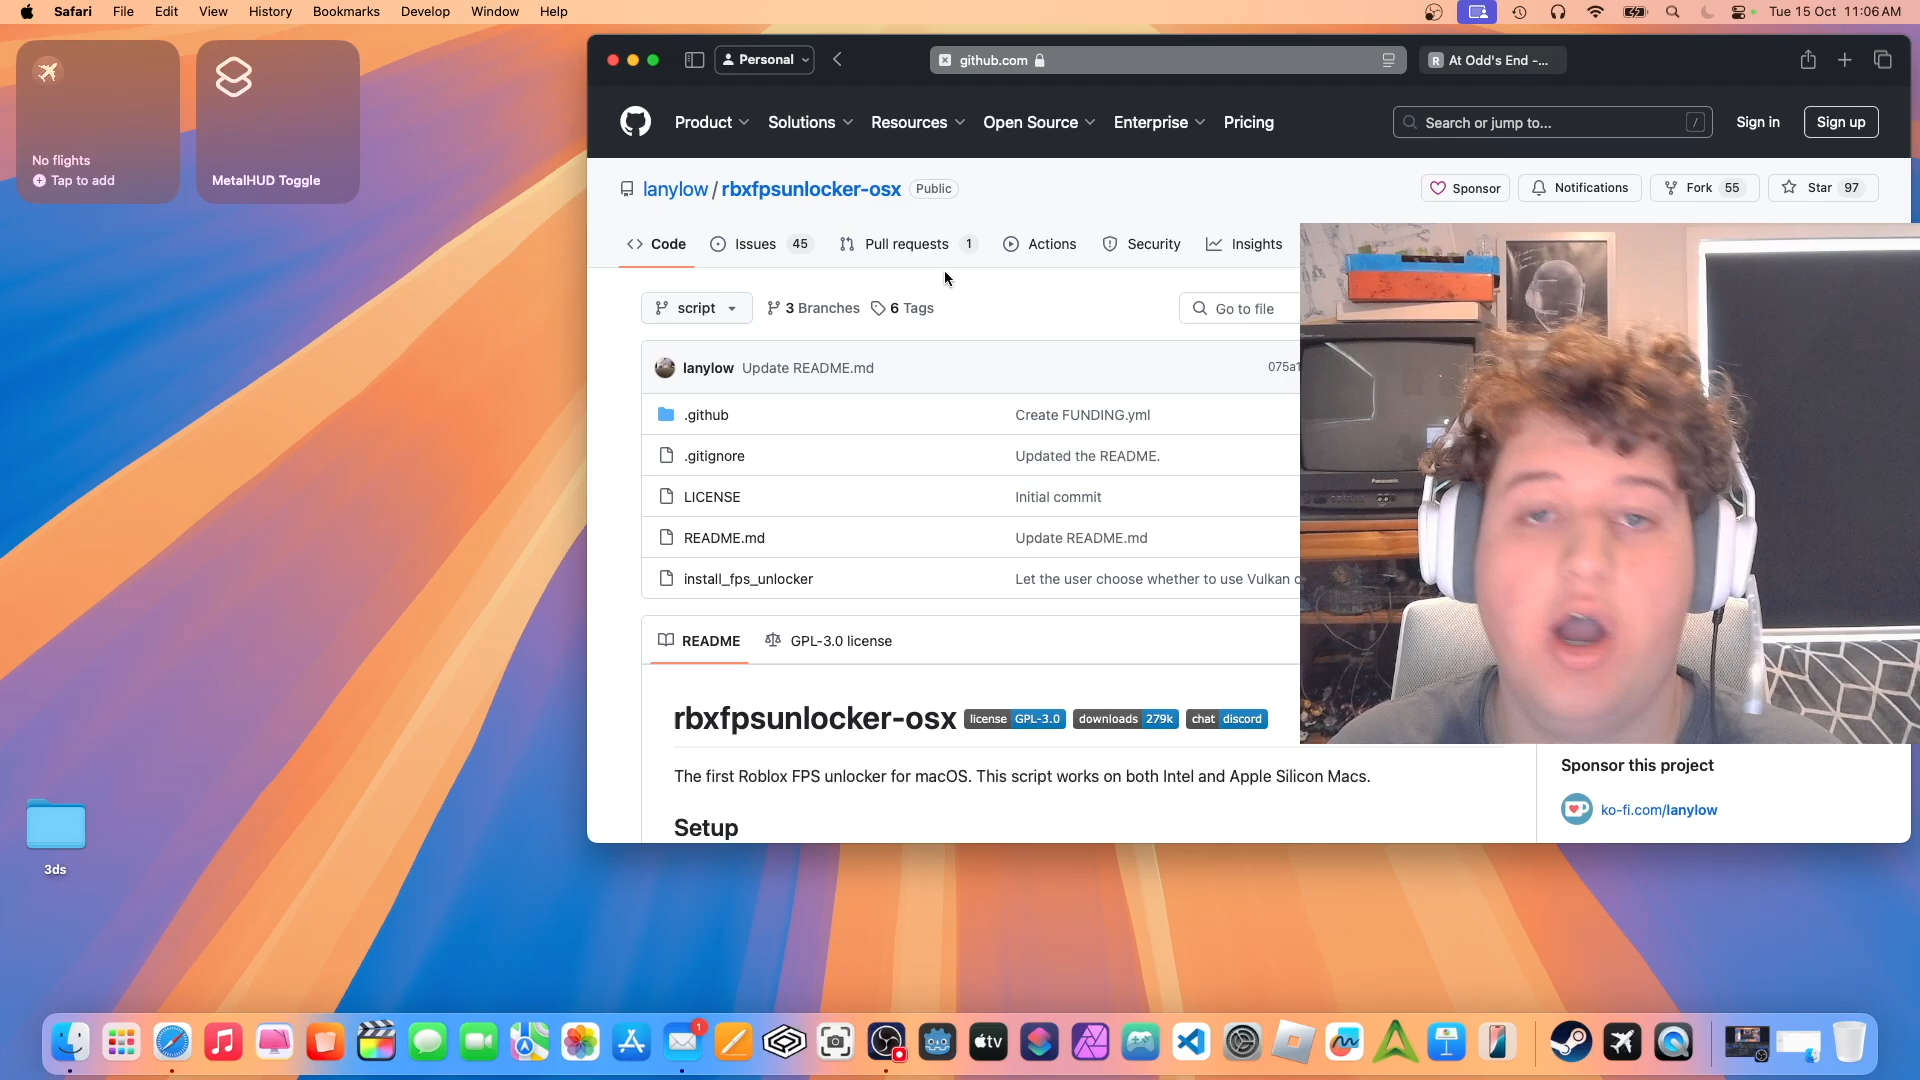 Safari File Edit View History Bookmarks Develop Window Help
Tue 15 Oct 11:06 AM
No flights
Tap to add
MetalHUD Toggle
Personal
github.com
R At Odd's End -...
Product Solutions Resources Open Source Enterprise Pricing
Search or jump to... /
Sign in
Sign up
lanylow / rbxfpsunlocker-osx Public
Sponsor Notifications Fork 55 Star 97
Code Issues 45 Pull requests 1 Actions Security Insights
script 3 Branches 6 Tags Go to file
lanylow Update README.md 075a1
.github Create FUNDING.yml
.gitignore Updated the README.
LICENSE Initial commit
README.md Update README.md
install_fps_unlocker Let the user choose whether to use Vulkan o
README GPL-3.0 license
rbxfpsunlocker-osx license GPL-3.0 downloads 279k chat discord
The first Roblox FPS unlocker for macOS. This script works on both Intel and Apple Silicon Macs.
Setup
Sponsor this project
ko-fi.com/lanylow
Panasonic
3ds
1
tv